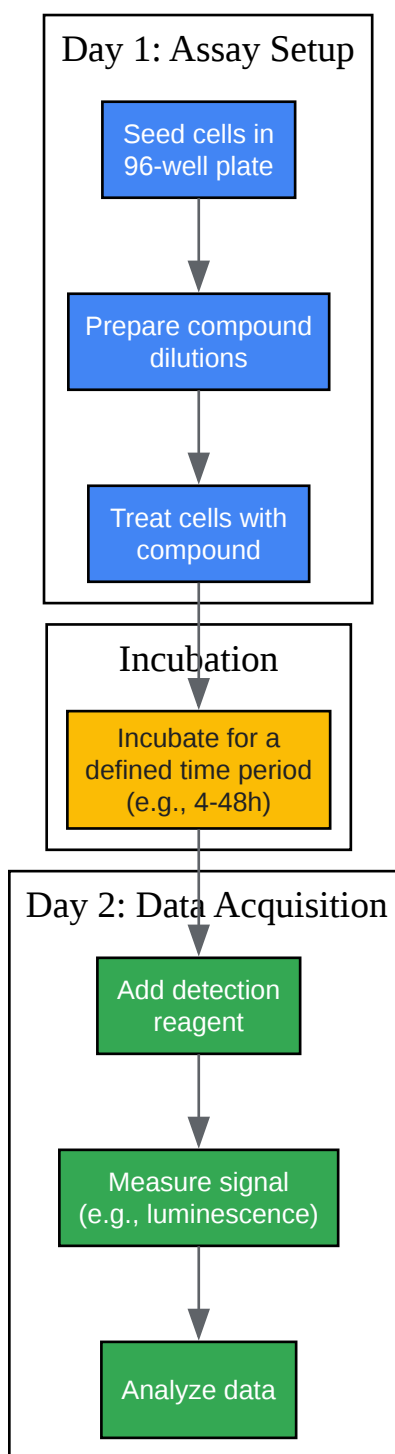 Day 1: Assay Setup
Seed cells in
96-well plate
Prepare compound
dilutions
Treat cells with
compound
Incubation
Incubate for a
defined time period
(e.g., 4-48h)
Day 2: Data Acquisition
Add detection
reagent
Measure signal
(e.g., luminescence)
Analyze data